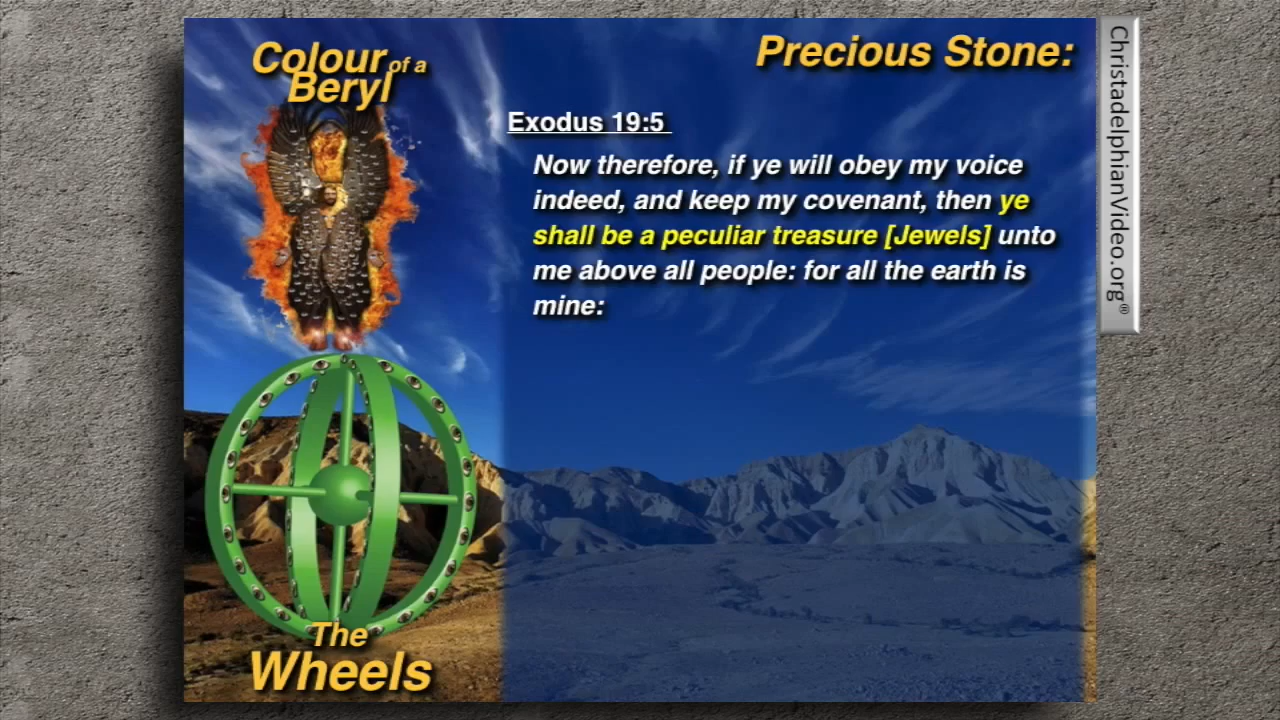 Colour of a
Beryl
Precious Stone:
Exodus 19:5
Now therefore, if ye will obey my voice
indeed, and keep my covenant, then ye
shall be a peculiar treasure [Jewels] unto
me above all people: for all the earth is
mine:
The
Wheels
ChristadelphianVideo.org®